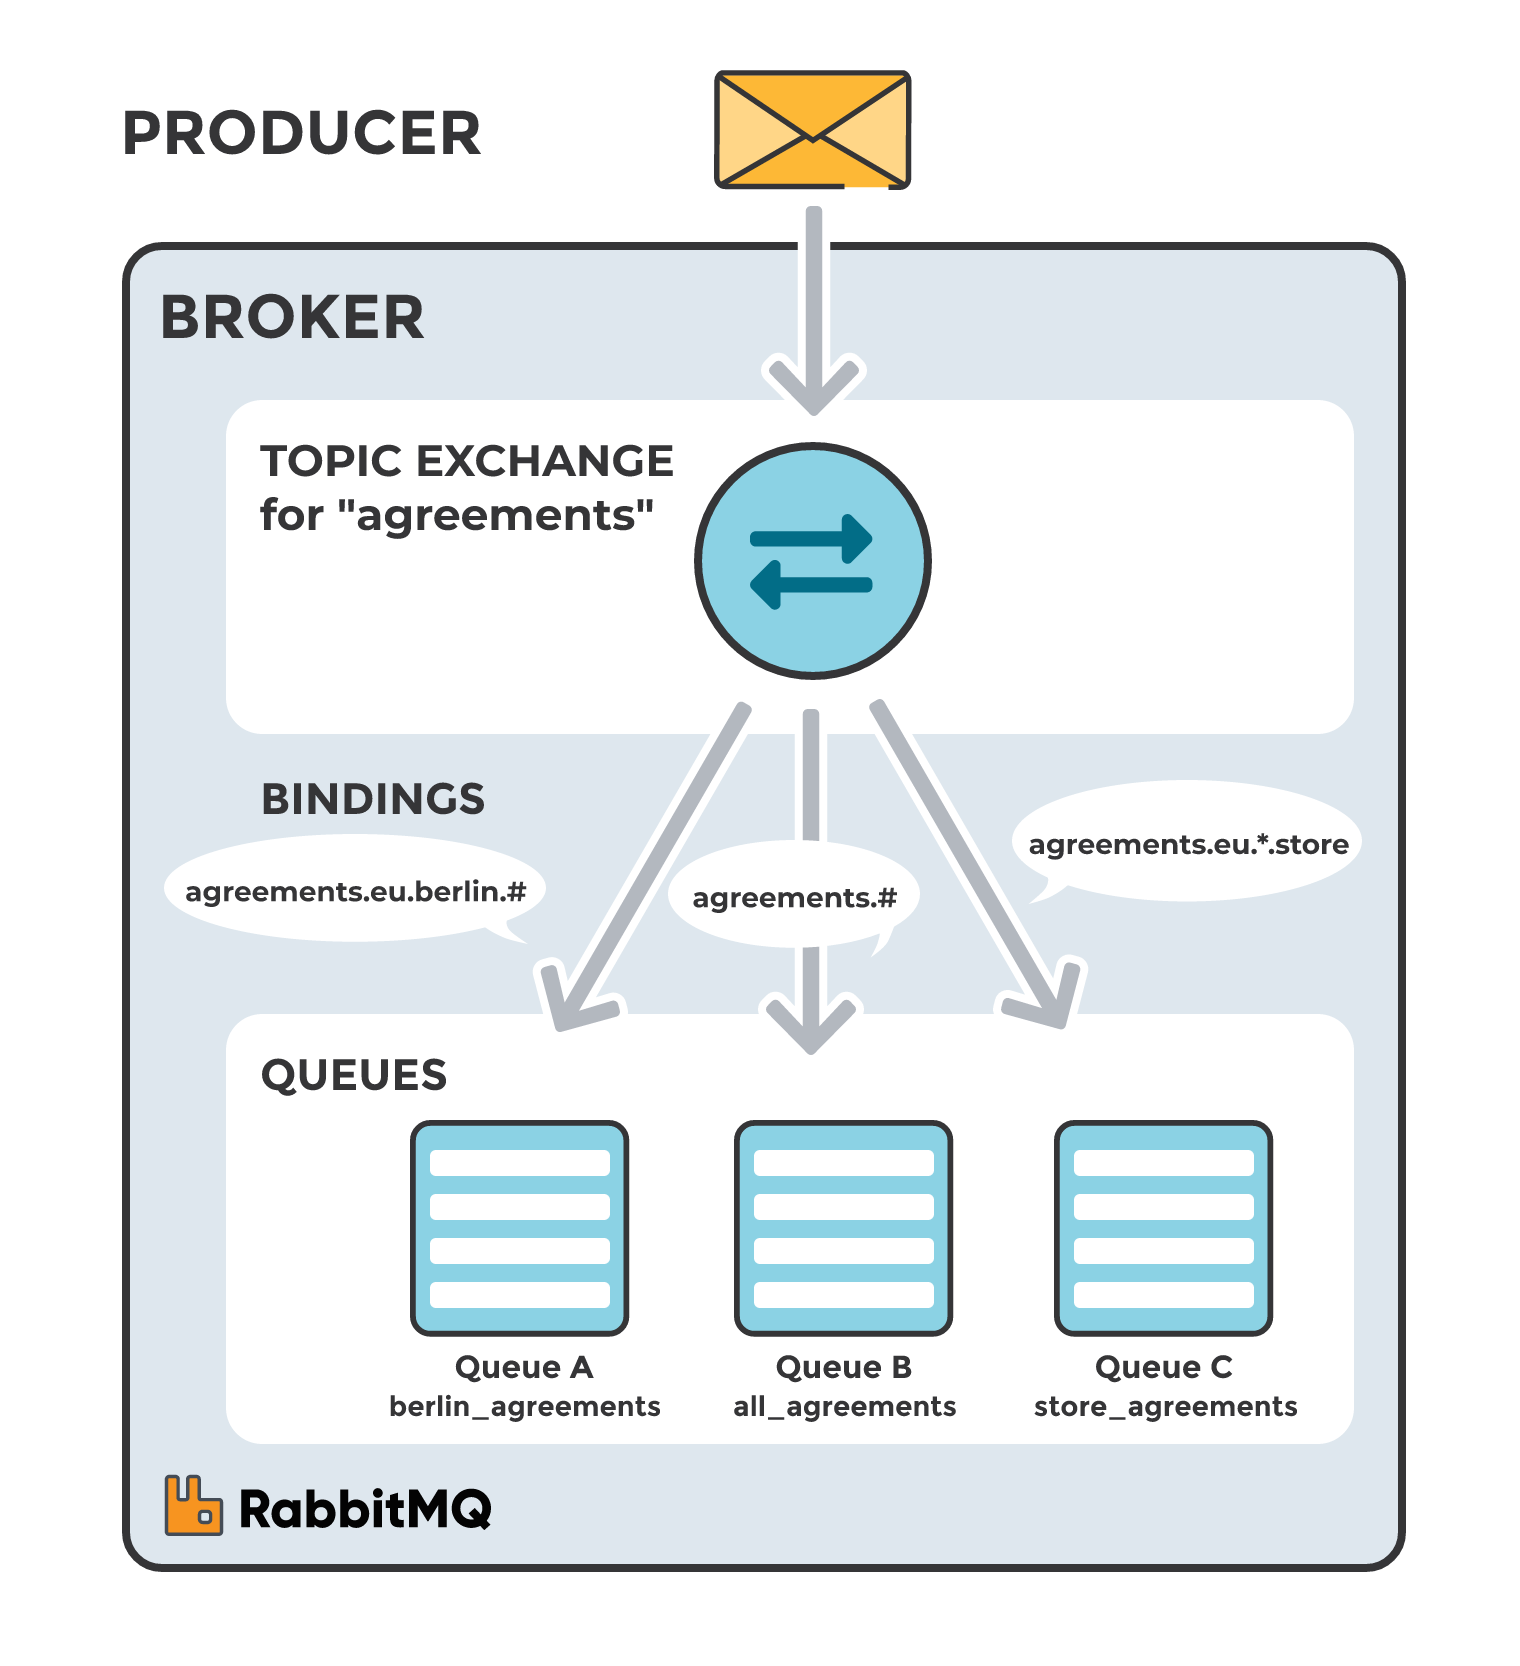 PRODUCER
BROKER
TOPIC EXCHANGE
for "agreements"
BINDINGS
agreements.eu.berlin.#
agreements.#
agreements.eu.*.store
QUEUES
Queue A
berlin_agreements
Queue B
all_agreements
Queue C
store_agreements
RabbitMQ